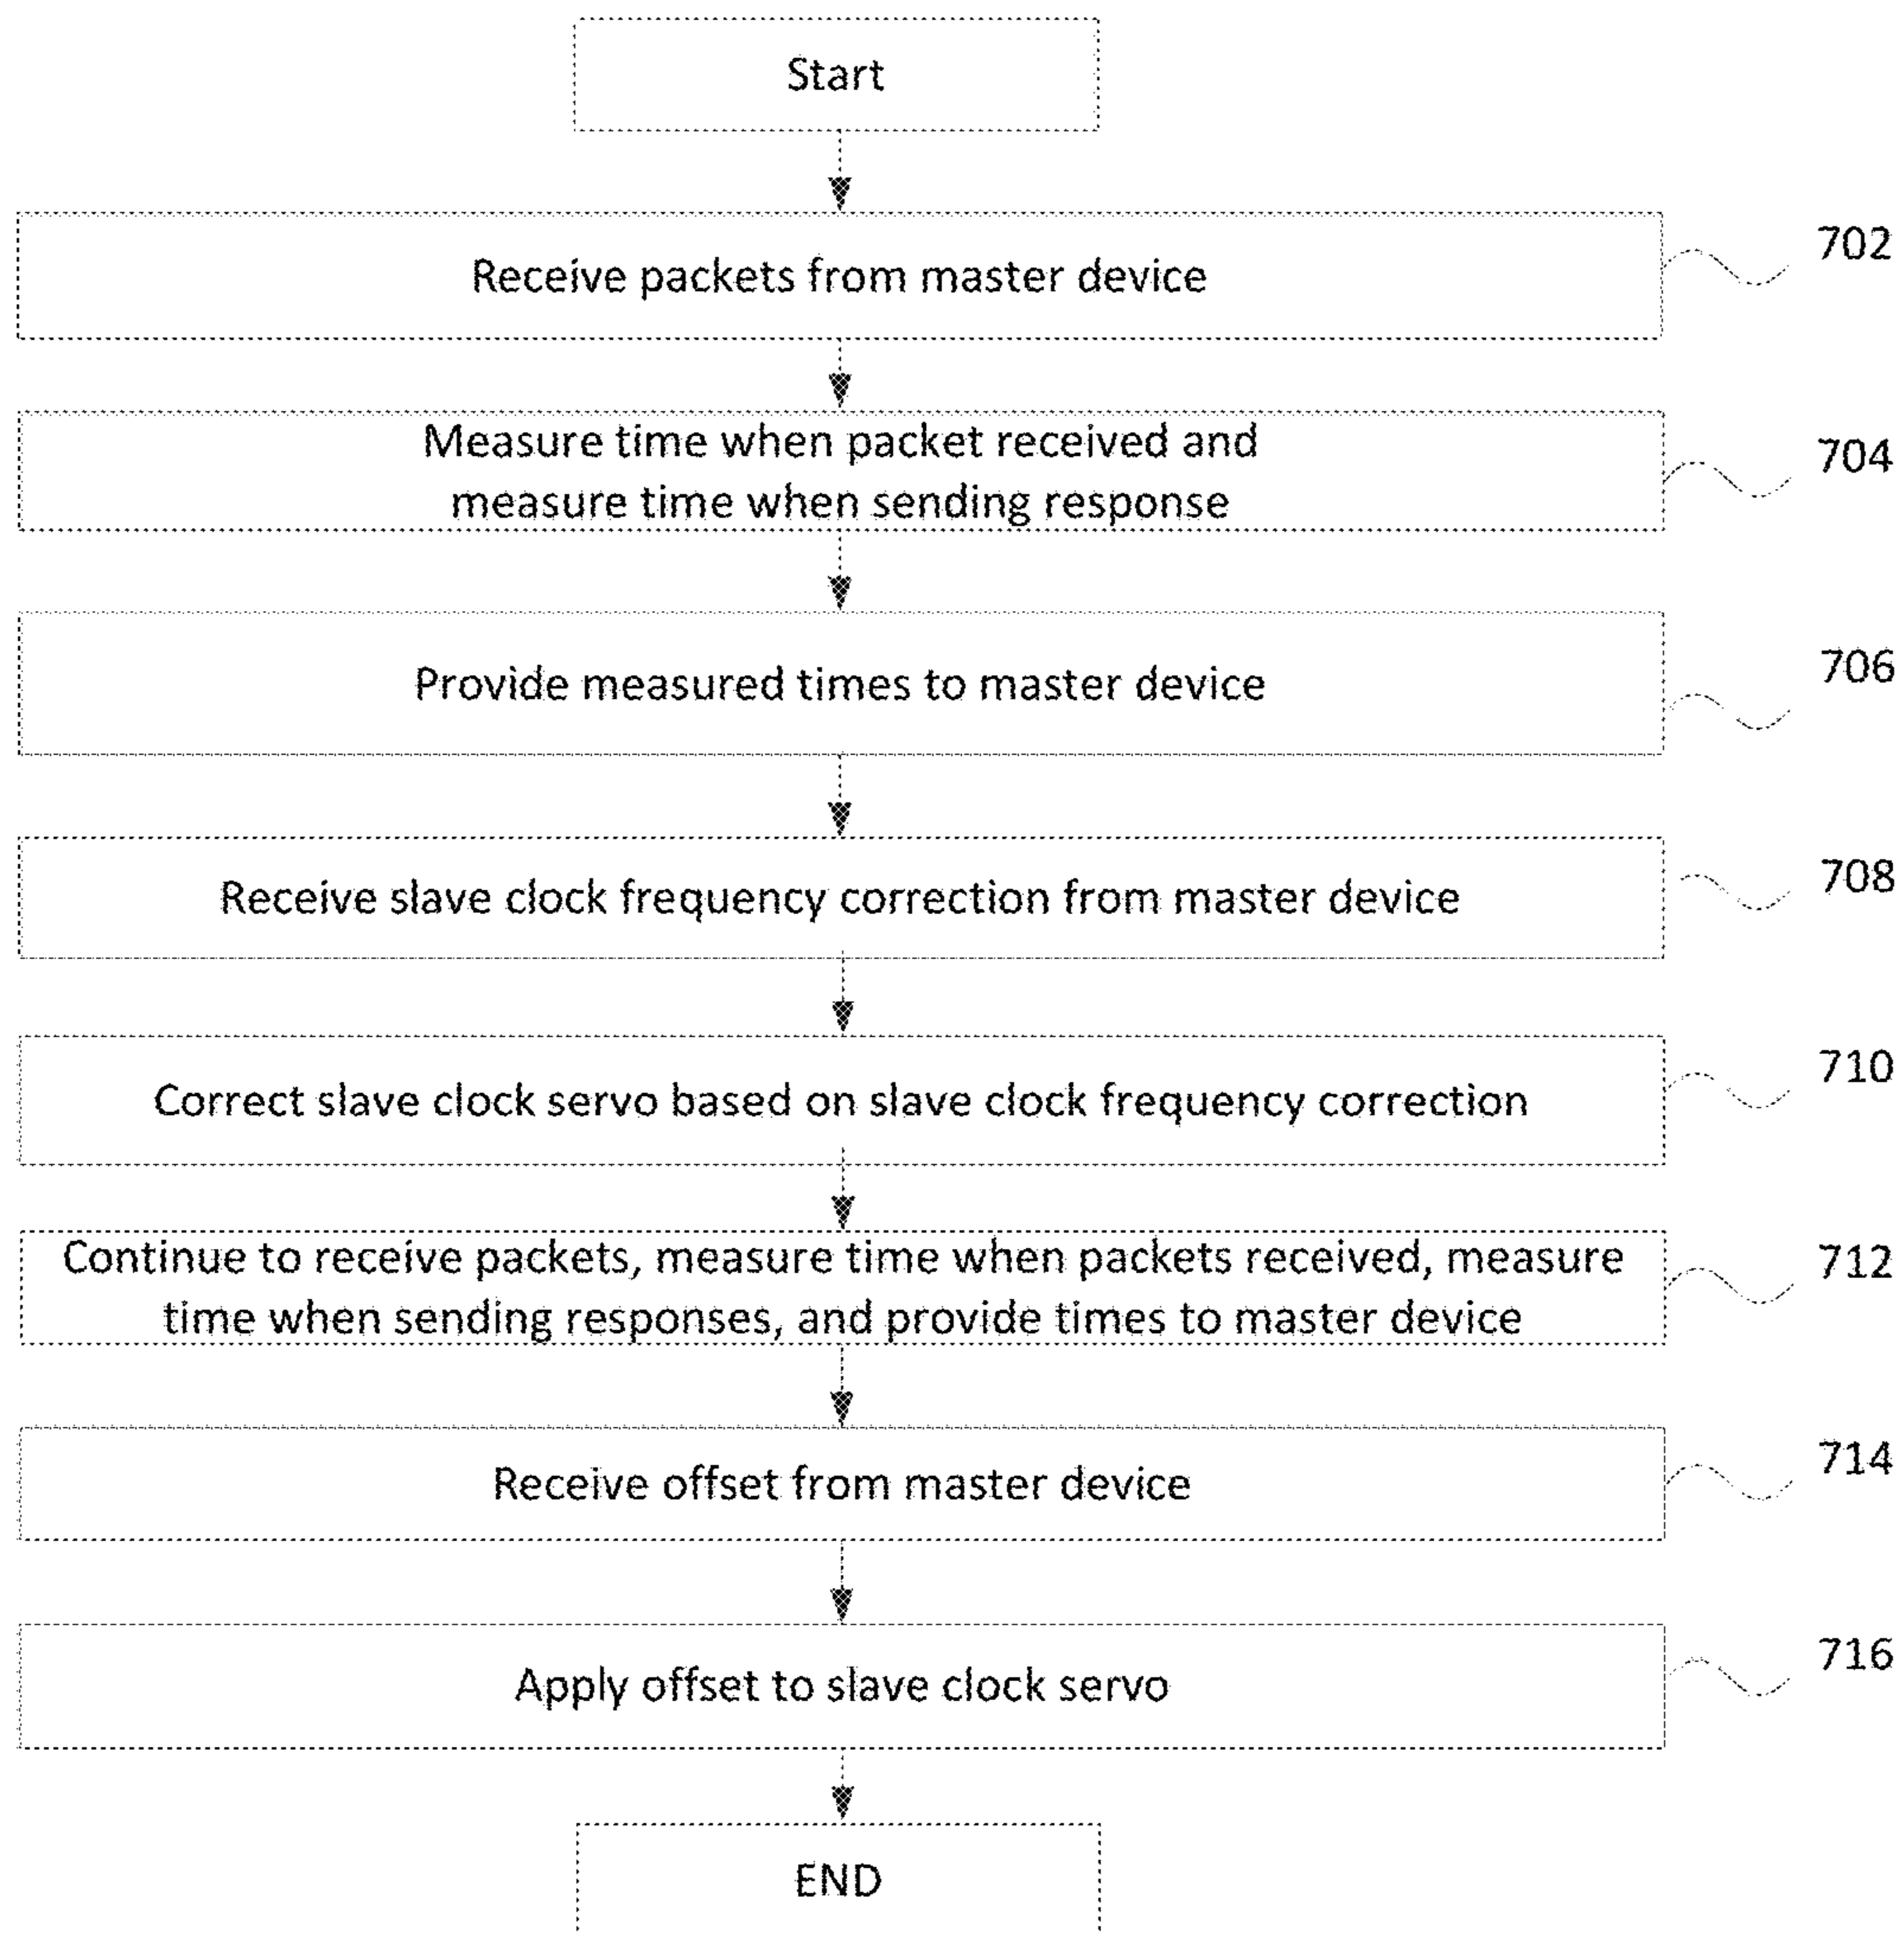 Start
Receive packets from master device
702
Measure time when packet received and
measure time when sending response
704
Provide measured times to master device
706
Receive slave clock frequency correction from master device
708
Correct slave clock servo based on slave clock frequency correction
710
Continue to receive packets, measure time when packets received, measure
time when sending responses, and provide times to master device
712
Receive offset from master device
714
Apply offset to slave clock servo
716
END